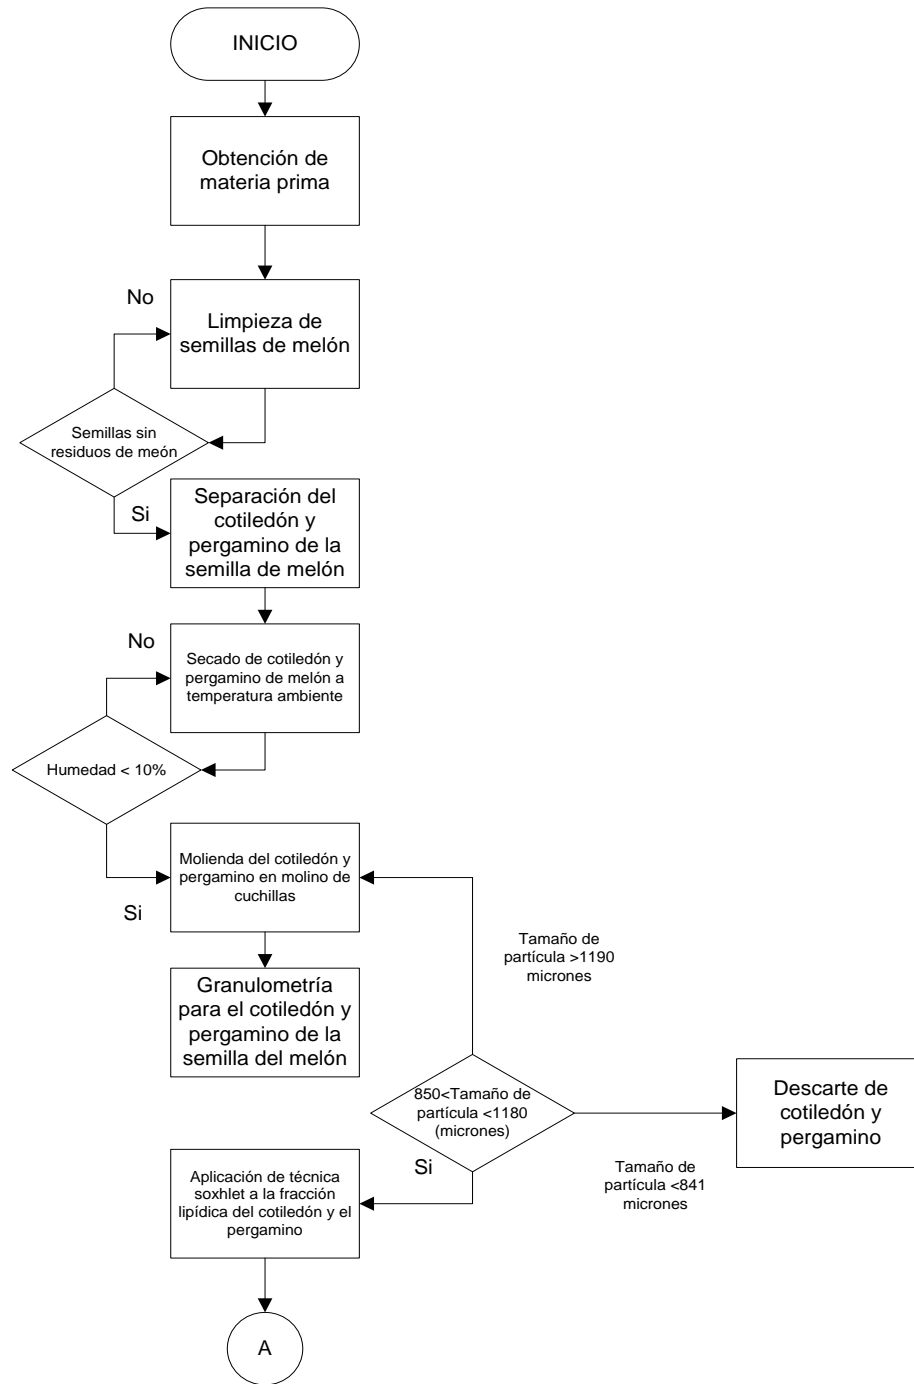 INICIO
Obtención de
materia prima
No
Limpieza de
semillas de melón
Semillas sin
residuos de meón
Si
Separación del
cotiledón y
pergamino de la
semilla de melón
No
Secado de cotiledón y
pergamino de melón a
temperatura ambiente
Humedad < 10%
Si
Molienda del cotiledón y
pergamino en molino de
cuchillas
Tamaño de
partícula >1190
micrones
Granulometría
para el cotiledón y
pergamino de la
semilla del melón
850<Tamaño de
partícula <1180
(micrones)
Descarte de
cotiledón y
pergamino
Si
Tamaño de
partícula <841
micrones
Aplicación de técnica
soxhlet a la fracción
lipídica del cotiledón y el
pergamino
A